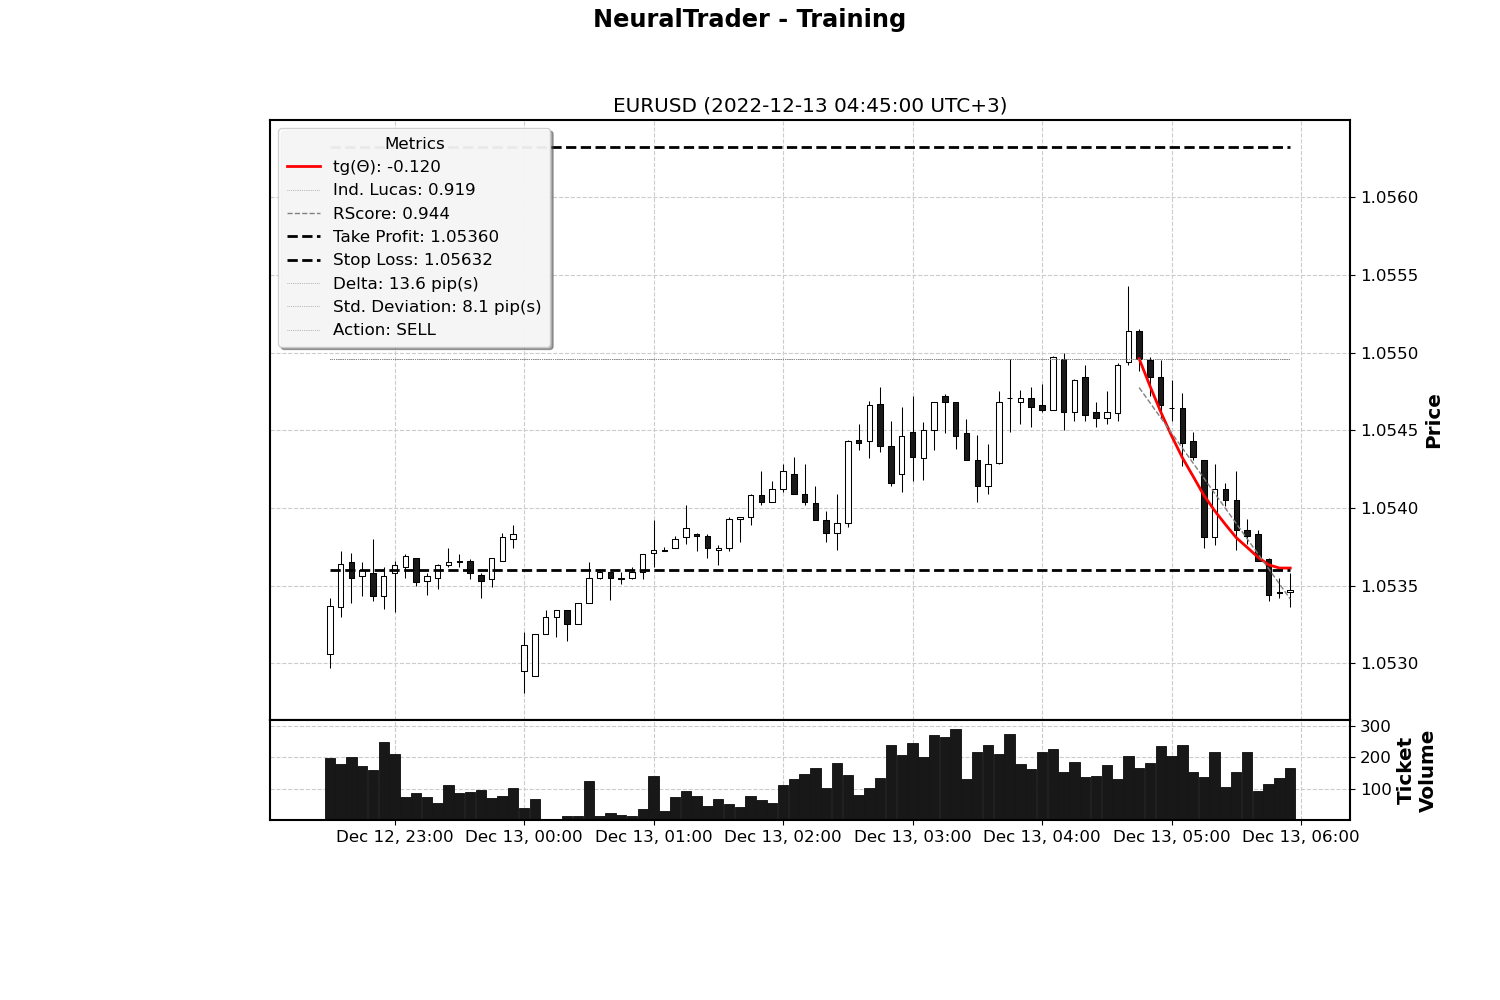 NeuralTrader - Training
EURUSD (2022-12-13 04:45:00 UTC+3)
Metrics
tg(Θ): -0.120
Ind. Lucas: 0.919
RScore: 0.944
Take Profit: 1.05360
Stop Loss: 1.05632
Delta: 13.6 pip(s)
Std. Deviation: 8.1 pip(s)
Action: SELL
1.0560
1.0555
1.0550
1.0545
1.0540
1.0535
1.0530
Price
300
200
100
Ticket
Volume
Dec 12, 23:00 Dec 13, 00:00 Dec 13, 01:00 Dec 13, 02:00 Dec 13, 03:00 Dec 13, 04:00 Dec 13, 05:00 Dec 13, 06:00